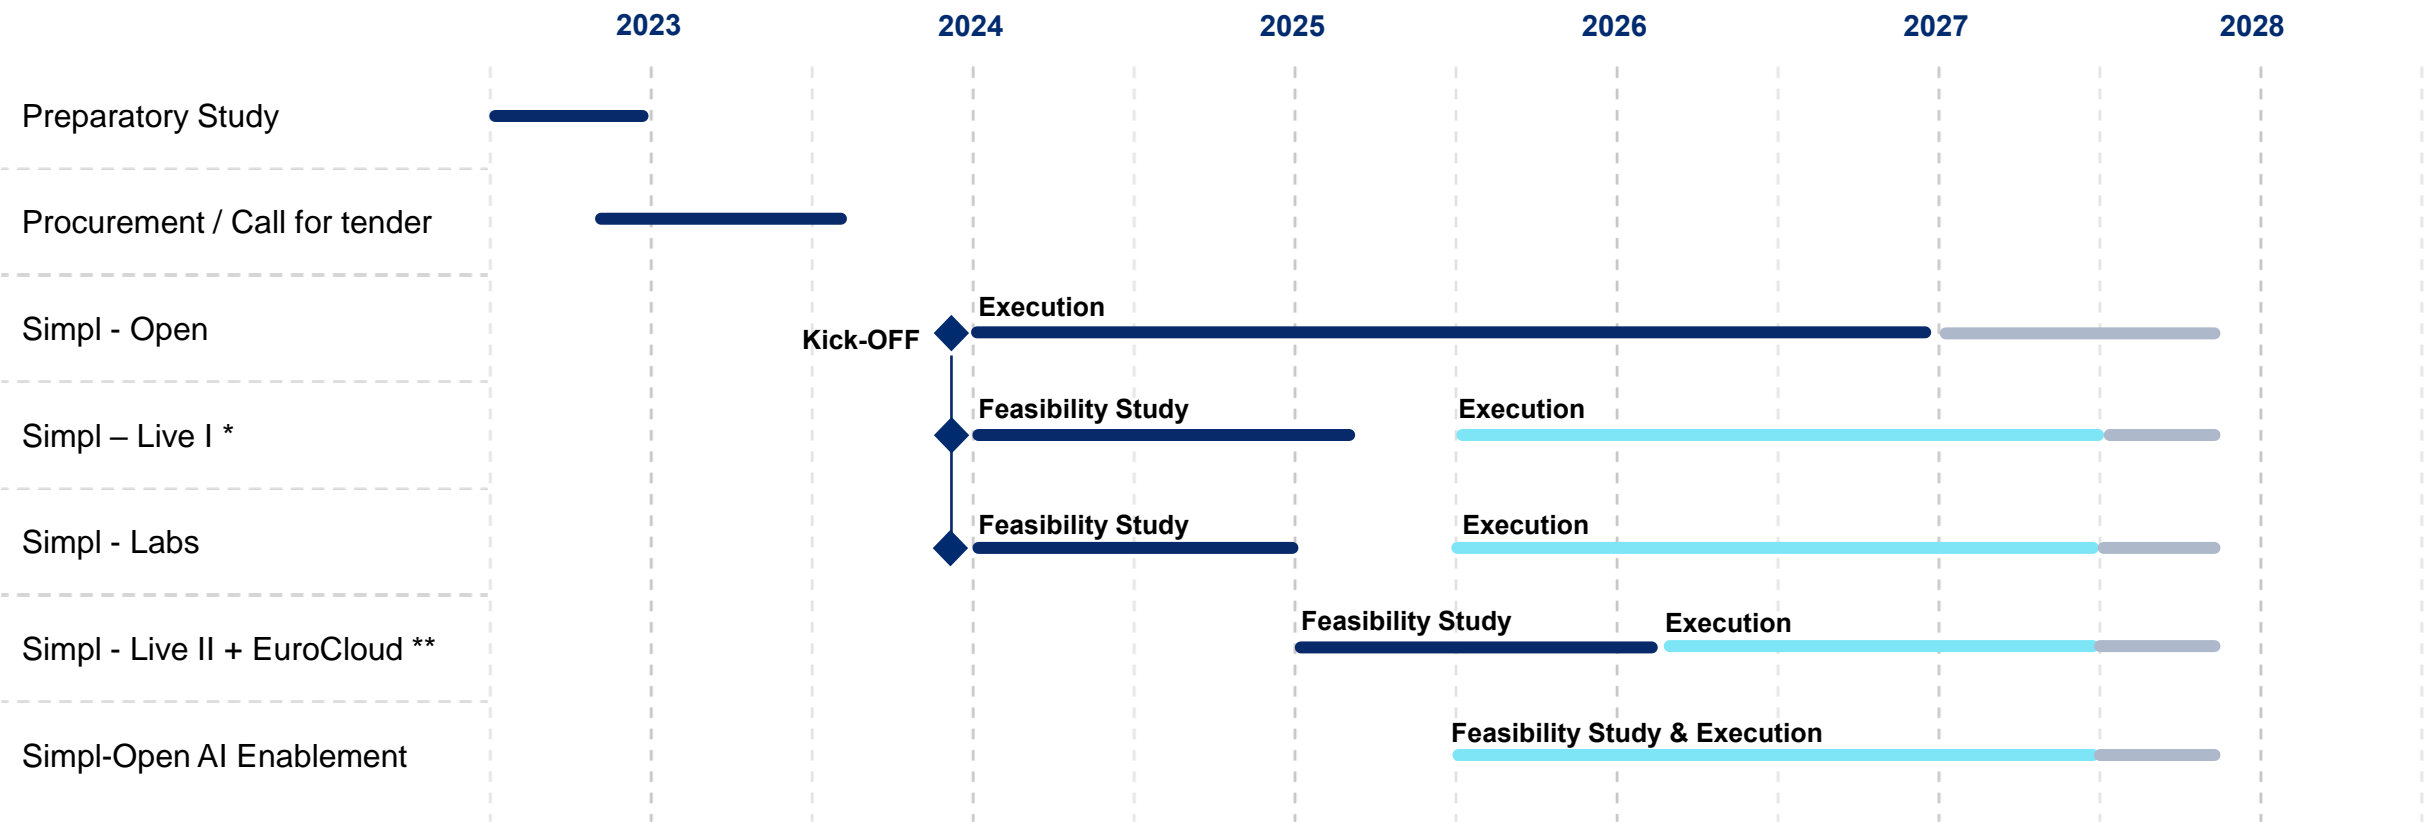 2023 2024 2025 2026 2027 2028
Preparatory Study
Procurement / Call for tender
Execution
Simpl - Open
Kick-OFF
Feasibility Study Execution
Simpl – Live I *
Feasibility Study Execution
Simpl - Labs
Feasibility Study Execution
Simpl - Live II + EuroCloud **
Feasibility Study & Execution
Simpl-Open AI Enablement